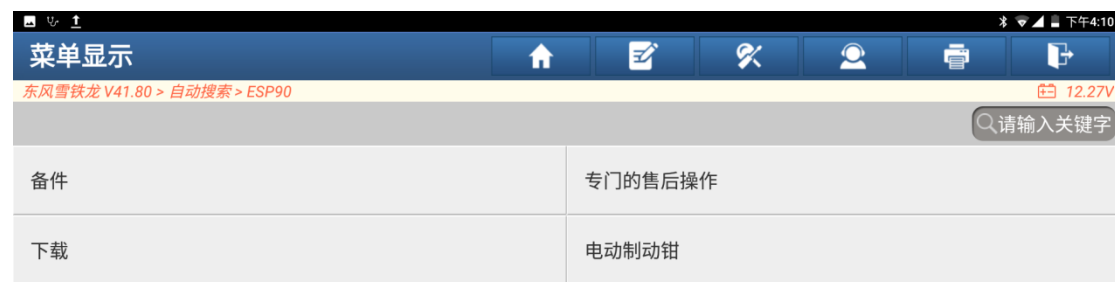 下午4:10
菜单显示
东风雪铁龙 V41.80 > 自动搜索 > ESP90
12.27V
请输入关键字
备件
专门的售后操作
下载
电动制动钳